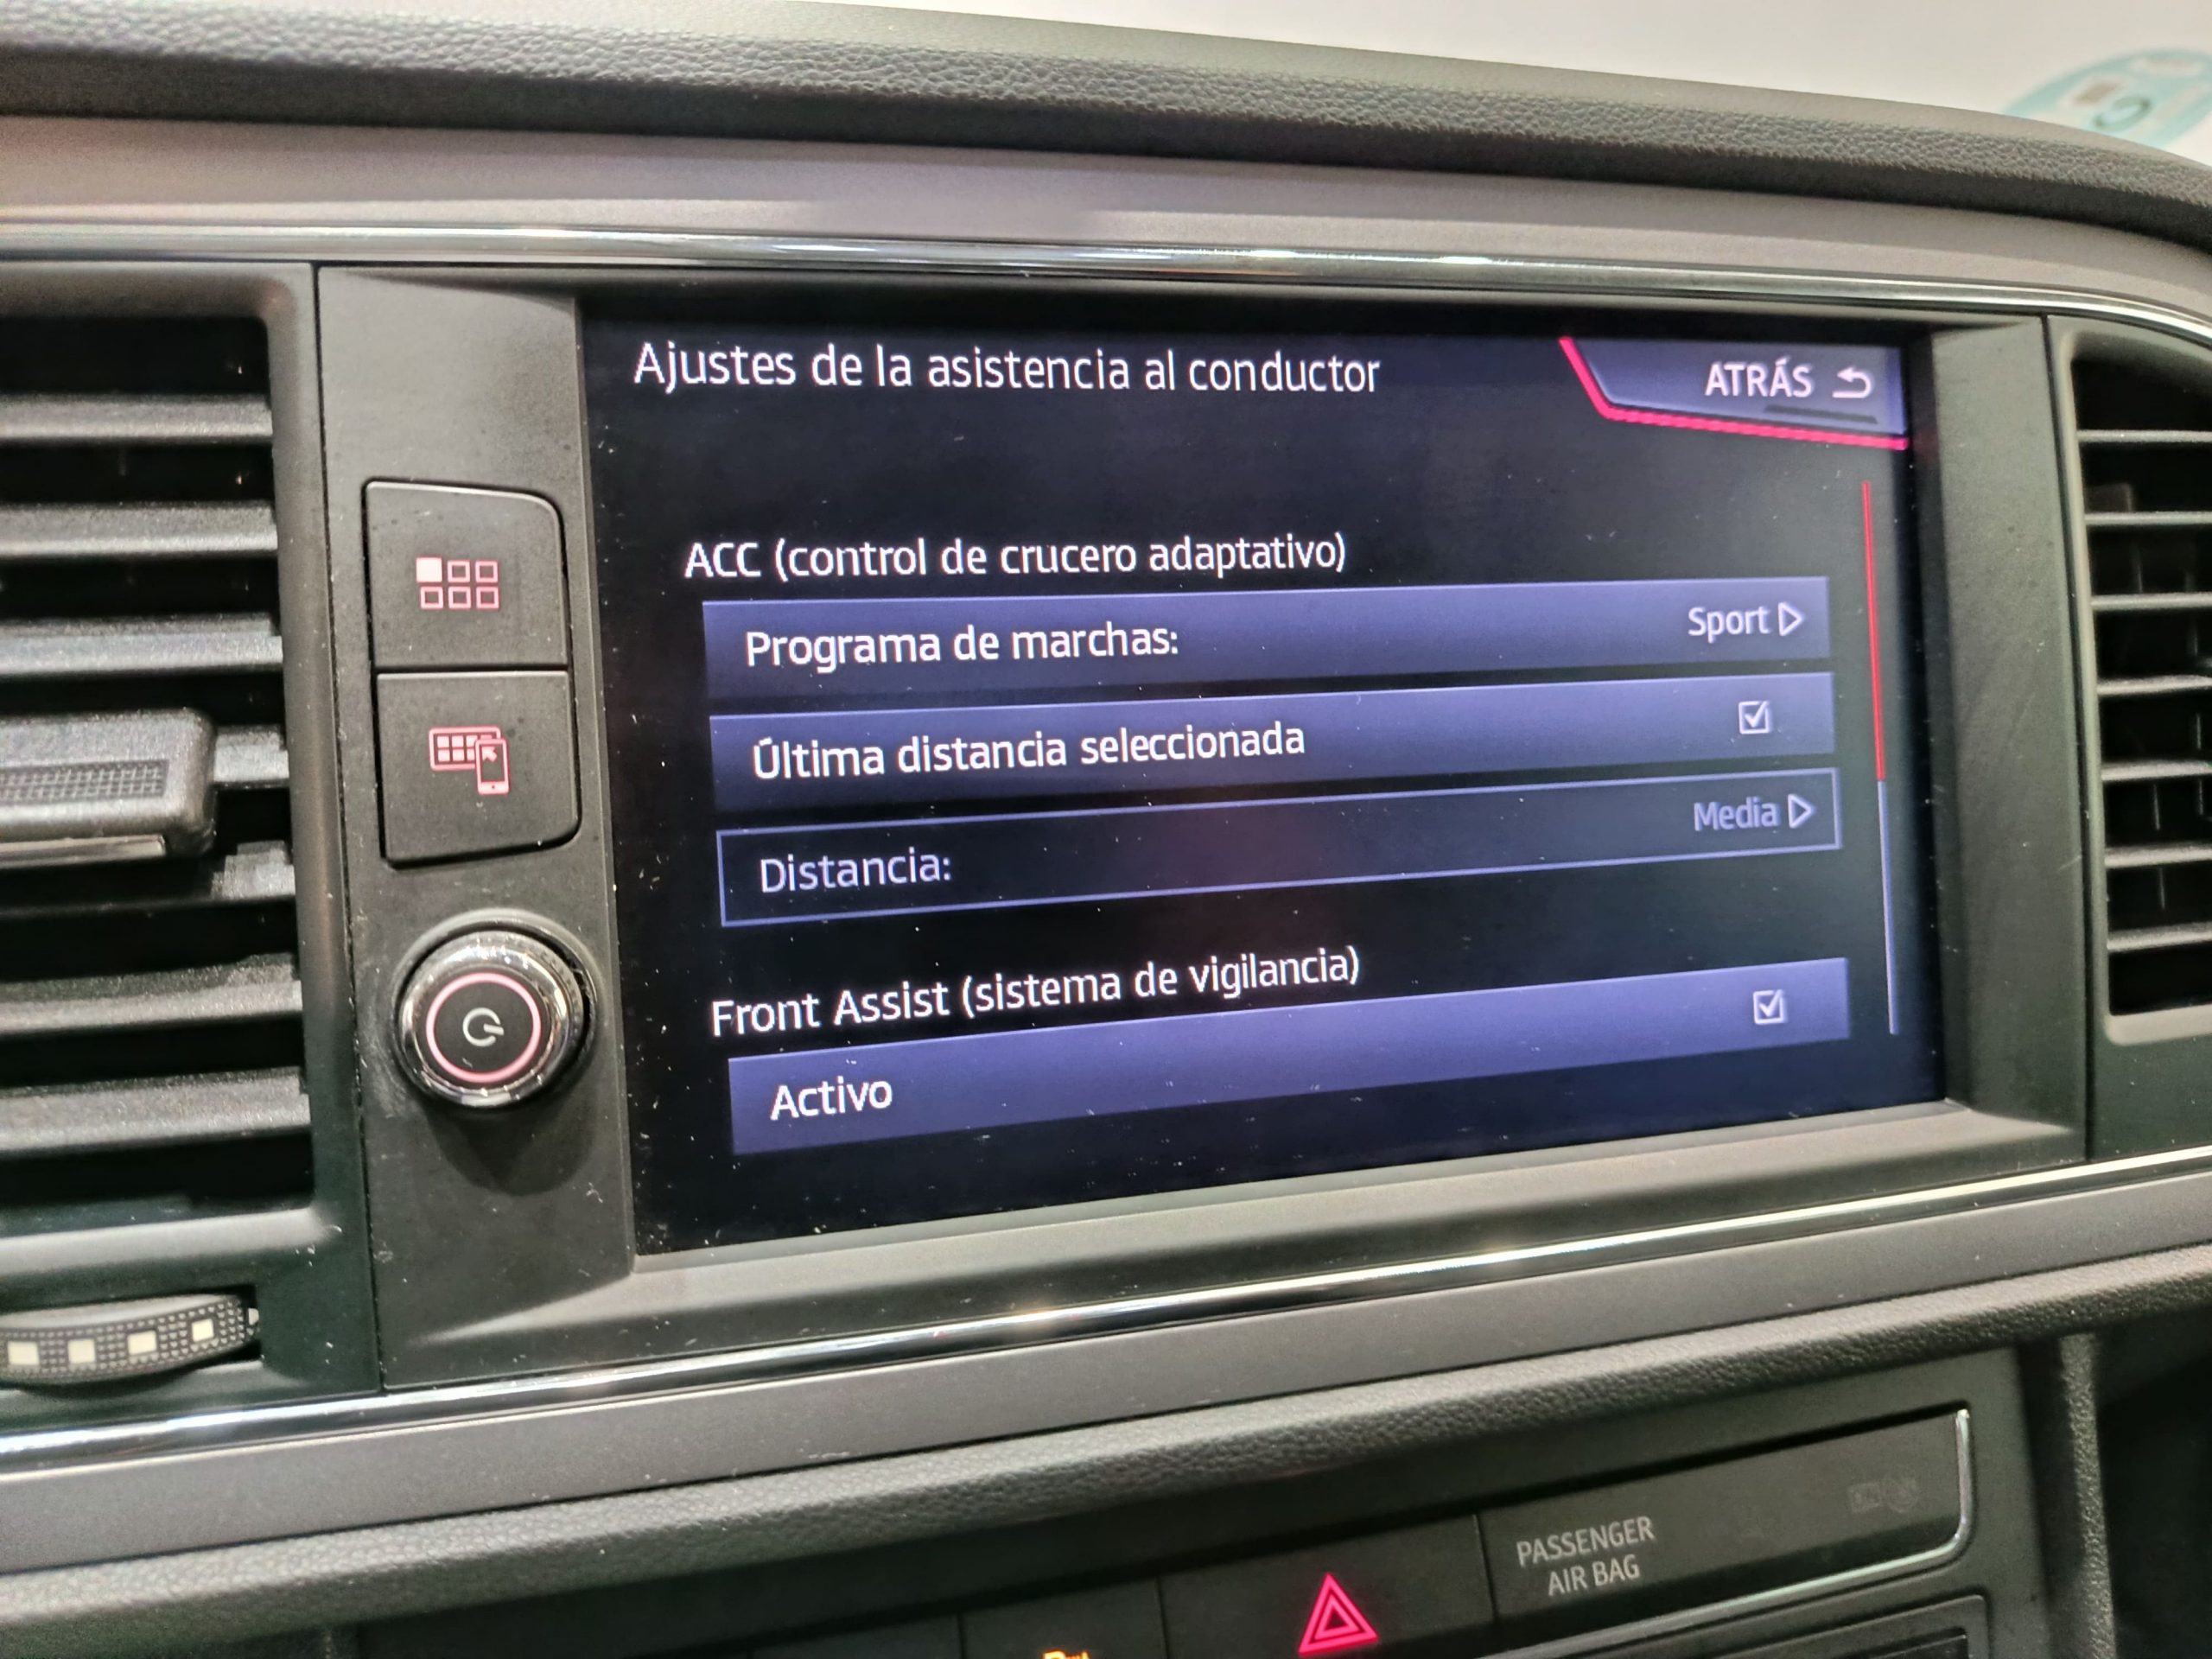 Ajustes de la asistencia al conductor
ATRÁS
ACC (control de crucero adaptativo)
Programa de marchas: Sport
Última distancia seleccionada
Distancia: Media
Front Assist (sistema de vigilancia)
Activo
PASSENGER
AIR BAG